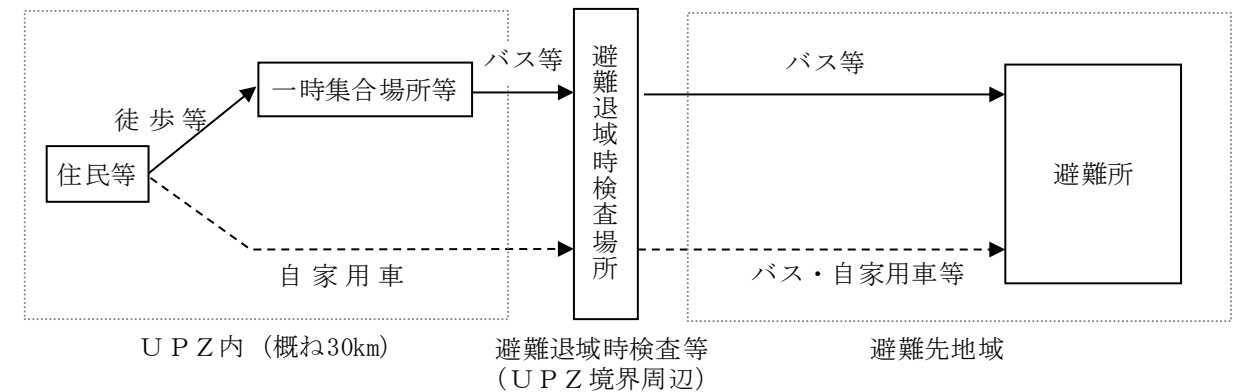 バス等
避難退域時検査場所
バス等
一時集合場所等
徒歩等
住民等
避難所
自家用車
バス・自家用車等
ＵＰＺ内（概ね30km）
避難退域時検査等
（ＵＰＺ境界周辺）
避難先地域